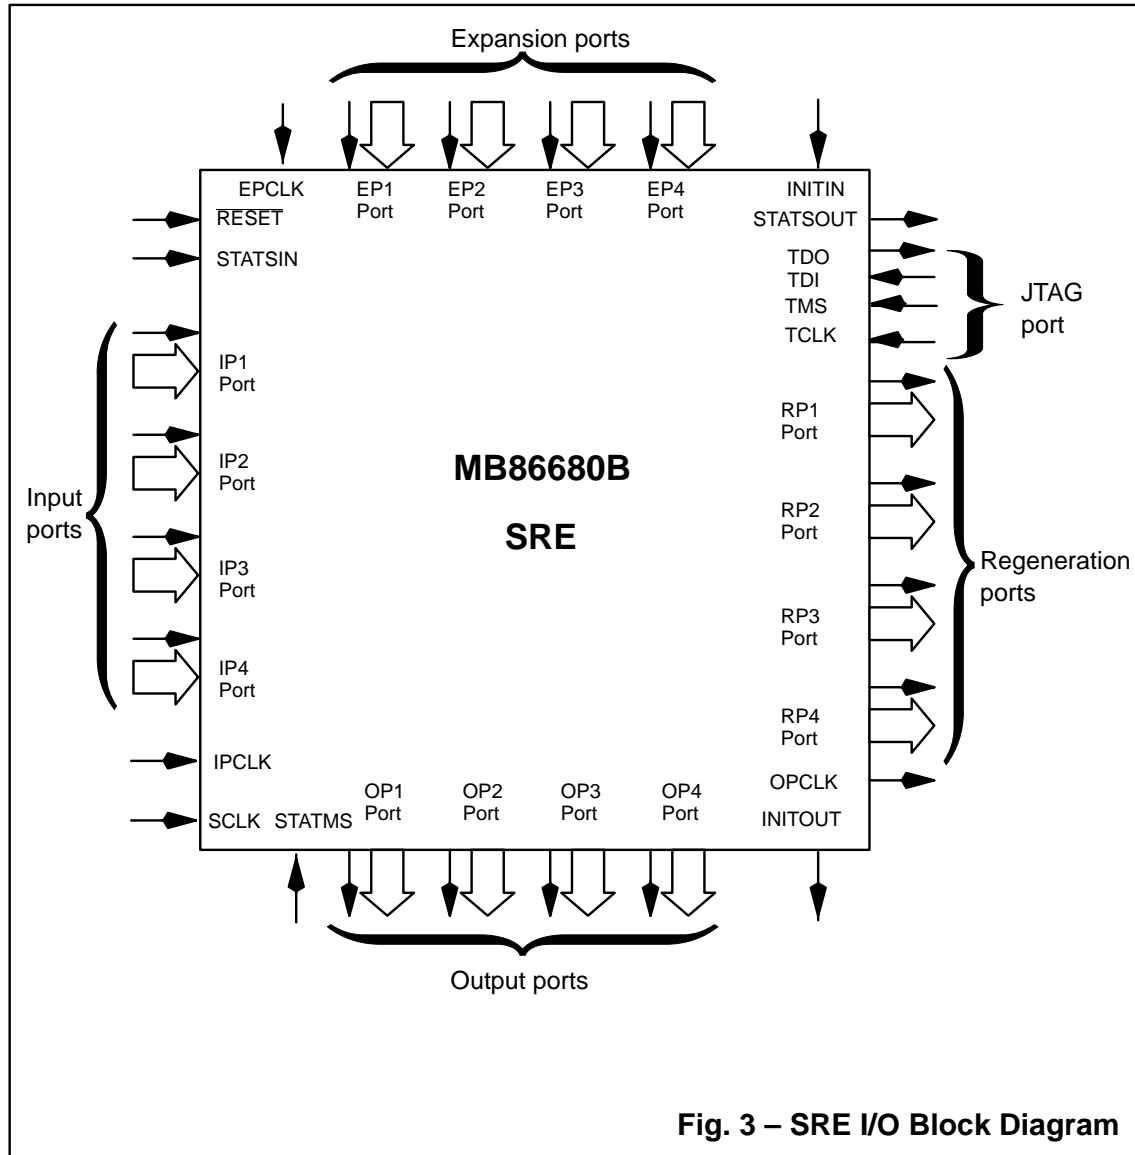 Expansion ports
EPCLK
EP1
Port
EP2
Port
EP3
Port
EP4
Port
INITIN
RESET
STATSOUT
STATSIN
TDO
TDI
TMS
TCLK
JTAG
port
IP1
Port
IP2
Port
IP3
Port
IP4
Port
Input
ports
MB86680B
SRE
RP1
Port
RP2
Port
RP3
Port
RP4
Port
Regeneration
ports
IPCLK
OPCLK
SCLK
STATMS
OP1
Port
OP2
Port
OP3
Port
OP4
Port
INITOUT
Output ports
Fig. 3 – SRE I/O Block Diagram